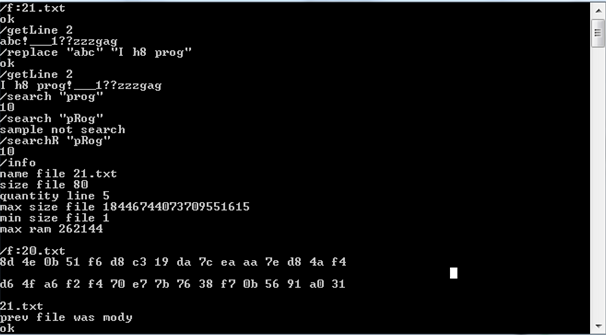 /f:21.txt
ok
/getLine 2
abc!___1??zzzgag
/replace "abc" "I h8 prog"
ok
/getLine 2
I h8 prog!___1??zzzgag
/search "prog"
10
/search "pRog"
sample not search
/searchR "pRog"
10
/info
name file 21.txt
size file 80
quantity line 5
max size file 18446744073709551615
min size file 1
max ram 262144
/f:20.txt
8d 4e 0b 51 f6 d8 c3 19 da 7c ea aa 7e d8 4a f4
d6 4f a6 f2 f4 70 e7 7b 76 38 f7 0b 56 91 a0 31
21.txt
prev file was mody
ok